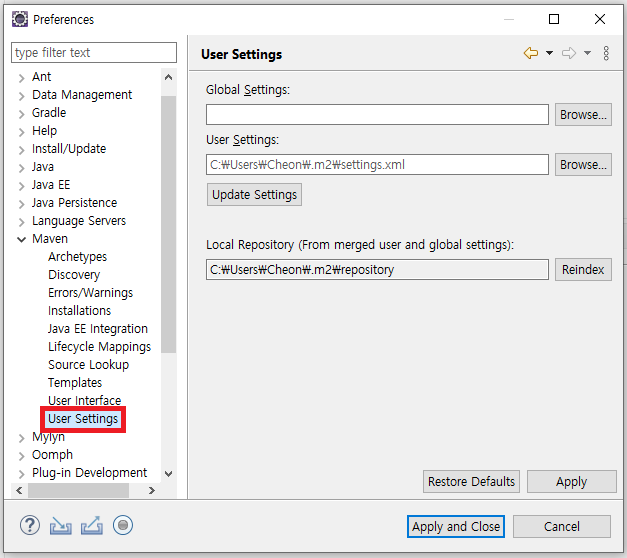 Preferences
type filter text
Ant
Data Management
Gradle
Help
Install/Update
Java
Java EE
Java Persistence
Language Servers
Maven
Archetypes
Discovery
Errors/Warnings
Installations
Java EE Integration
Lifecycle Mappings
Source Lookup
Templates
User Interface
User Settings
Mylyn
Oomph
Plug-in Development
User Settings
Global Settings:
Browse...
User Settings:
C:₩Users₩Cheon₩.m2₩settings.xml
Browse...
Update Settings
Local Repository (From merged user and global settings):
C:₩Users₩Cheon₩.m2₩repository
Reindex
Restore Defaults
Apply
Apply and Close
Cancel